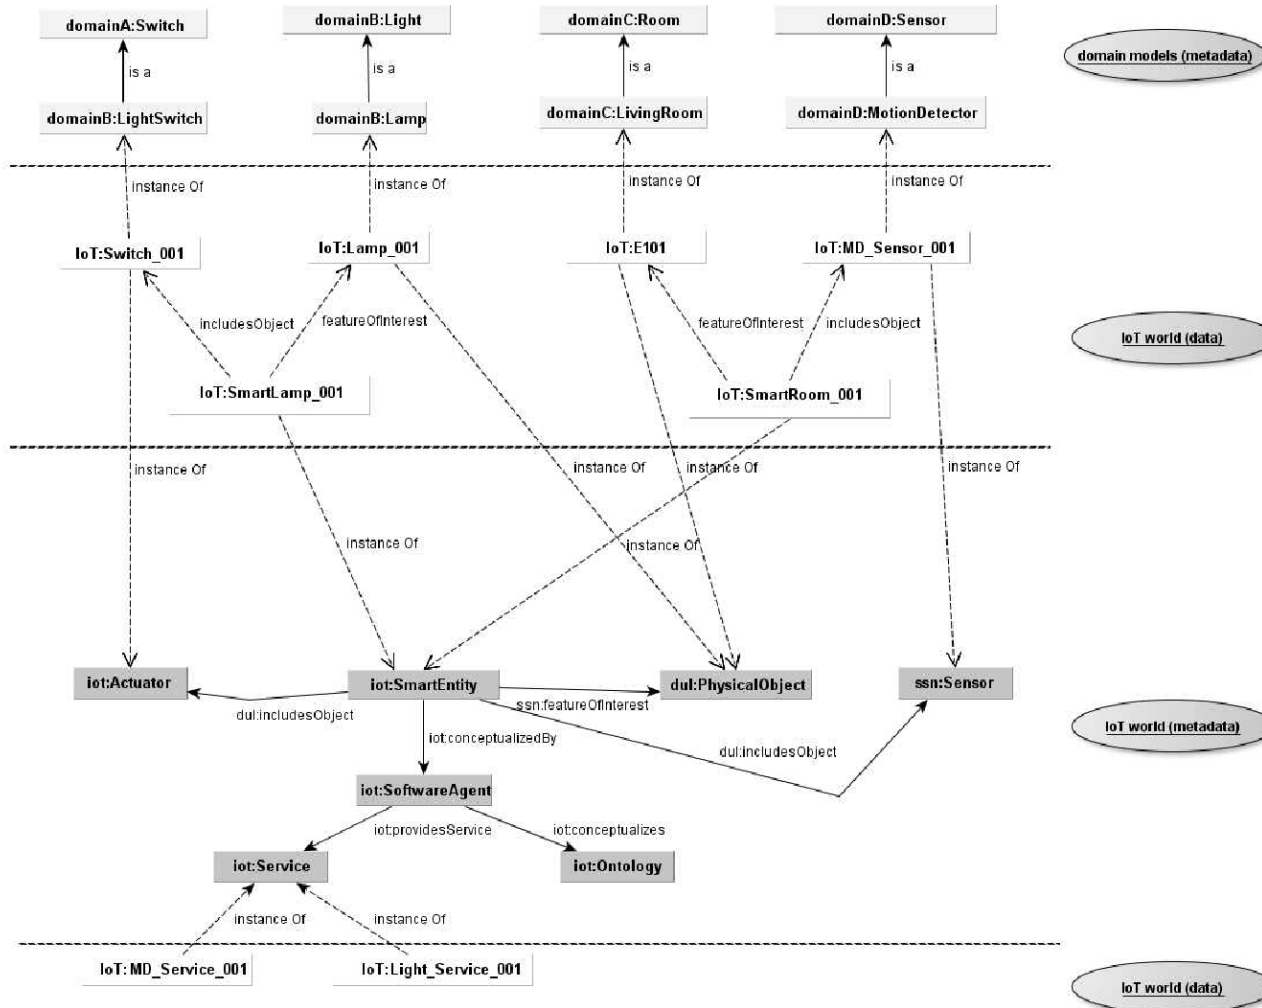 domainA:Switch
domainB:Light
domainC:Room
domainD:Sensor
domain models (metadata)
is a
is a
is a
is a
domainB:LightSwitch
domainB:Lamp
domainC:LivingRoom
domainD:MotionDetector
instance Of
instance Of
instance Of
instance Of
IoT:Switch_001
IoT:Lamp_001
IoT:E101
IoT:MD_Sensor_001
includesObject
featureOfInterest
featureOfInterest
includesObject
IoT world (data)
IoT:SmartLamp_001
IoT:SmartRoom_001
instance Of
instance Of
instance Of
instance Of
instance Of
instance Of
iot:Actuator
iot:SmartEntity
dul:PhysicalObject
ssn:Sensor
dul:includesObject
ssn:featureOfInterest
IoT world (metadata)
iot:conceptualizedBy
dul:includesObject
iot:SoftwareAgent
iot:providesService
iot:conceptualizes
iot:Service
iot:Ontology
instance Of
instance Of
IoT:MD_Service_001
IoT:Light_Service_001
IoT world (data)